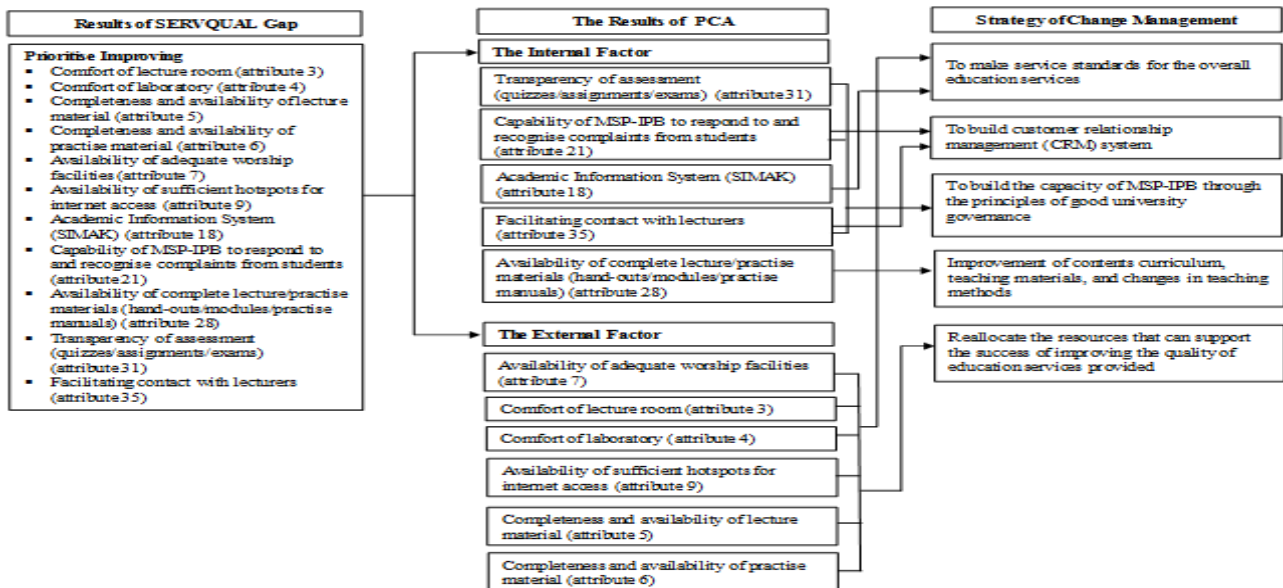 Results of SERVQUAL Gap
Prioritise Improving
▪ Comfort of lecture room (attribute 3)
▪ Comfort of laboratory (attribute 4)
▪ Completeness and availability of lecture
material (attribute 5)
▪ Completeness and availability of
practise material (attribute 6)
▪ Availability of adequate worship
facilities (attribute 7)
▪ Availability of sufficient hotspots for
internet access (attribute 9)
▪ Academic Information System
(SIMAK) (attribute 18)
▪ Capability of MSP-IPB to respond to
and recognise complaints from students
(attribute 21)
▪ Availability of complete lecture/practise
materials (hand-outs/modules/practise
manuals) (attribute 28)
▪ Transparency of assessment
(quizzes/assignments/exams)
(attribute 31)
▪ Facilitating contact with lecturers
(attribute 35)
The Results of PCA
The Internal Factor
Transparency of assessment
(quizzes/assignments/exams) (attribute 31)
Capability of MSP-IPB to respond to and
recognise complaints from students
(attribute 21)
Academic Information System (SIMAK)
(attribute 18)
Facilitating contact with lecturers
(attribute 35)
Availability of complete lecture/practise
materials (hand-outs/modules/practise
manuals) (attribute 28)
The External Factor
Availability of adequate worship facilities
(attribute 7)
Comfort of lecture room (attribute 3)
Comfort of laboratory (attribute 4)
Availability of sufficient hotspots for
internet access (attribute 9)
Completeness and availability of lecture
material (attribute 5)
Completeness and availability of practise
material (attribute 6)
Strategy of Change Management
To make service standards for the overall
education services
To build customer relationship
management (CRM) system
To build the capacity of MSP-IPB through
the principles of good university
governance
Improvement of contents curriculum,
teaching materials, and changes in teaching
methods
Reallocate the resources that can support
the success of improving the quality of
education services provided